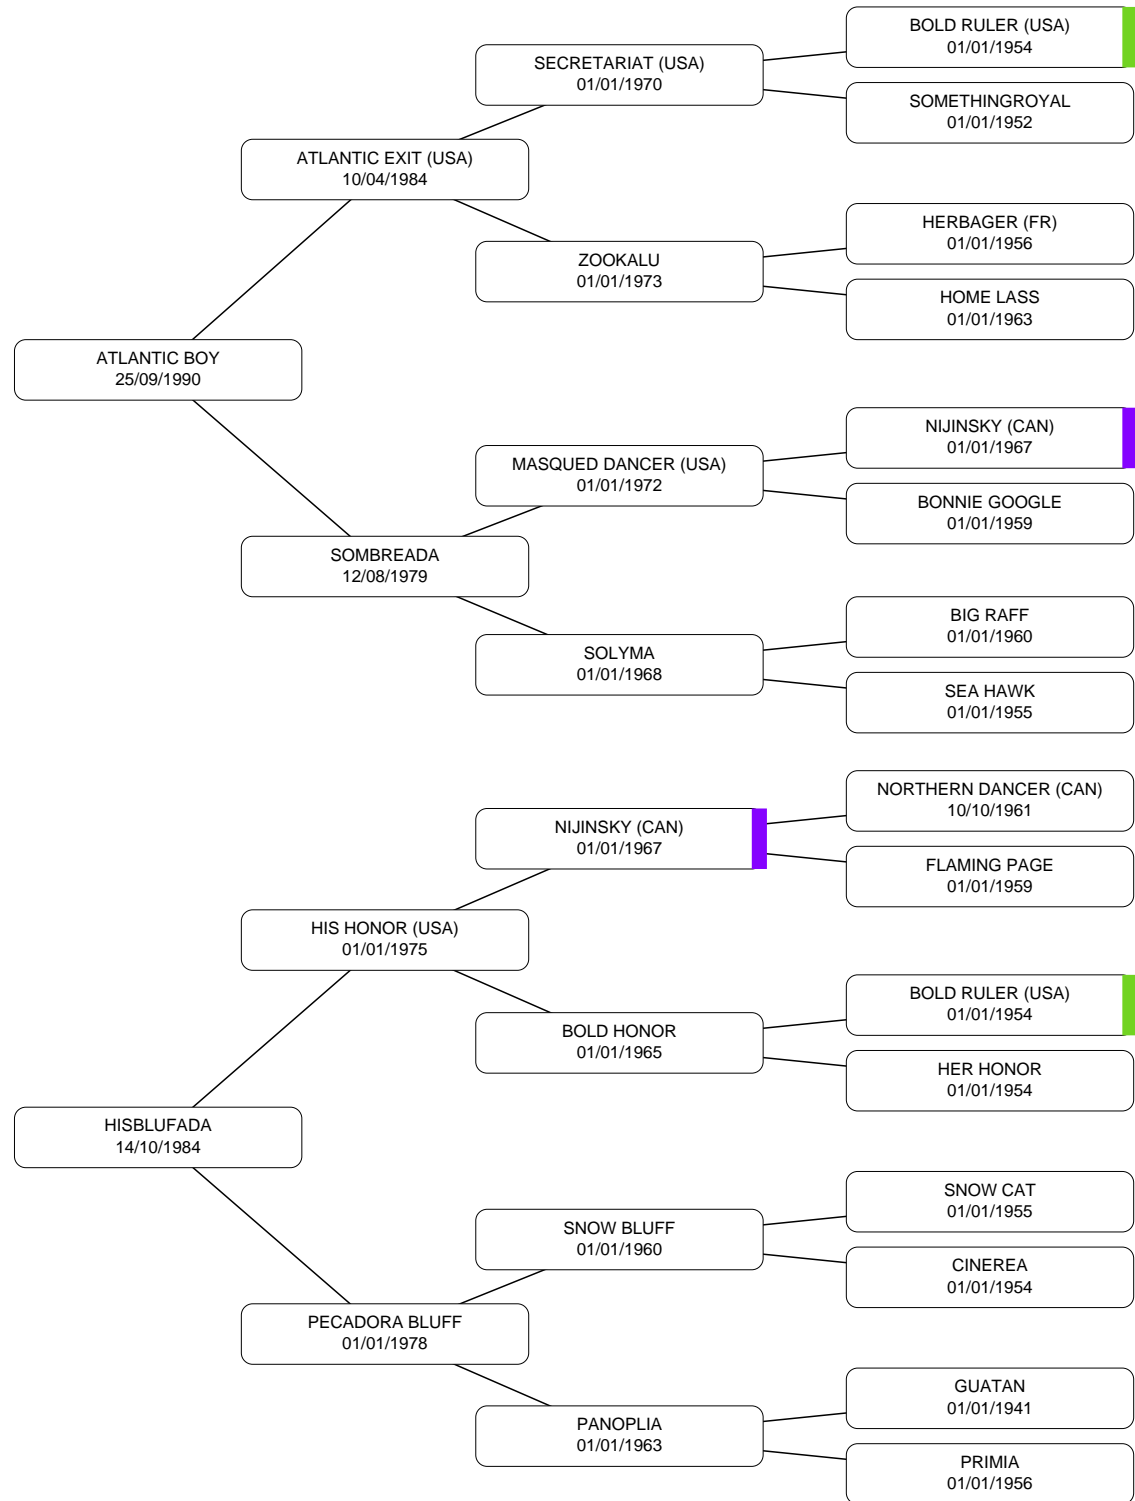 BOLD RULER (USA)
01/01/1954
SECRETARIAT (USA)
01/01/1970
SOMETHINGROYAL
01/01/1952
ATLANTIC EXIT (USA)
10/04/1984
HERBAGER (FR)
01/01/1956
ZOOKALU
01/01/1973
HOME LASS
01/01/1963
ATLANTIC BOY
25/09/1990
NIJINSKY (CAN)
01/01/1967
MASQUED DANCER (USA)
01/01/1972
BONNIE GOOGLE
01/01/1959
SOMBREADA
12/08/1979
BIG RAFF
01/01/1960
SOLYMA
01/01/1968
SEA HAWK
01/01/1955
NORTHERN DANCER (CAN)
10/10/1961
NIJINSKY (CAN)
01/01/1967
FLAMING PAGE
01/01/1959
HIS HONOR (USA)
01/01/1975
BOLD RULER (USA)
01/01/1954
BOLD HONOR
01/01/1965
HER HONOR
01/01/1954
HISBLUFADA
14/10/1984
SNOW CAT
01/01/1955
SNOW BLUFF
01/01/1960
CINEREA
01/01/1954
PECADORA BLUFF
01/01/1978
GUATAN
01/01/1941
PANOPLIA
01/01/1963
PRIMIA
01/01/1956